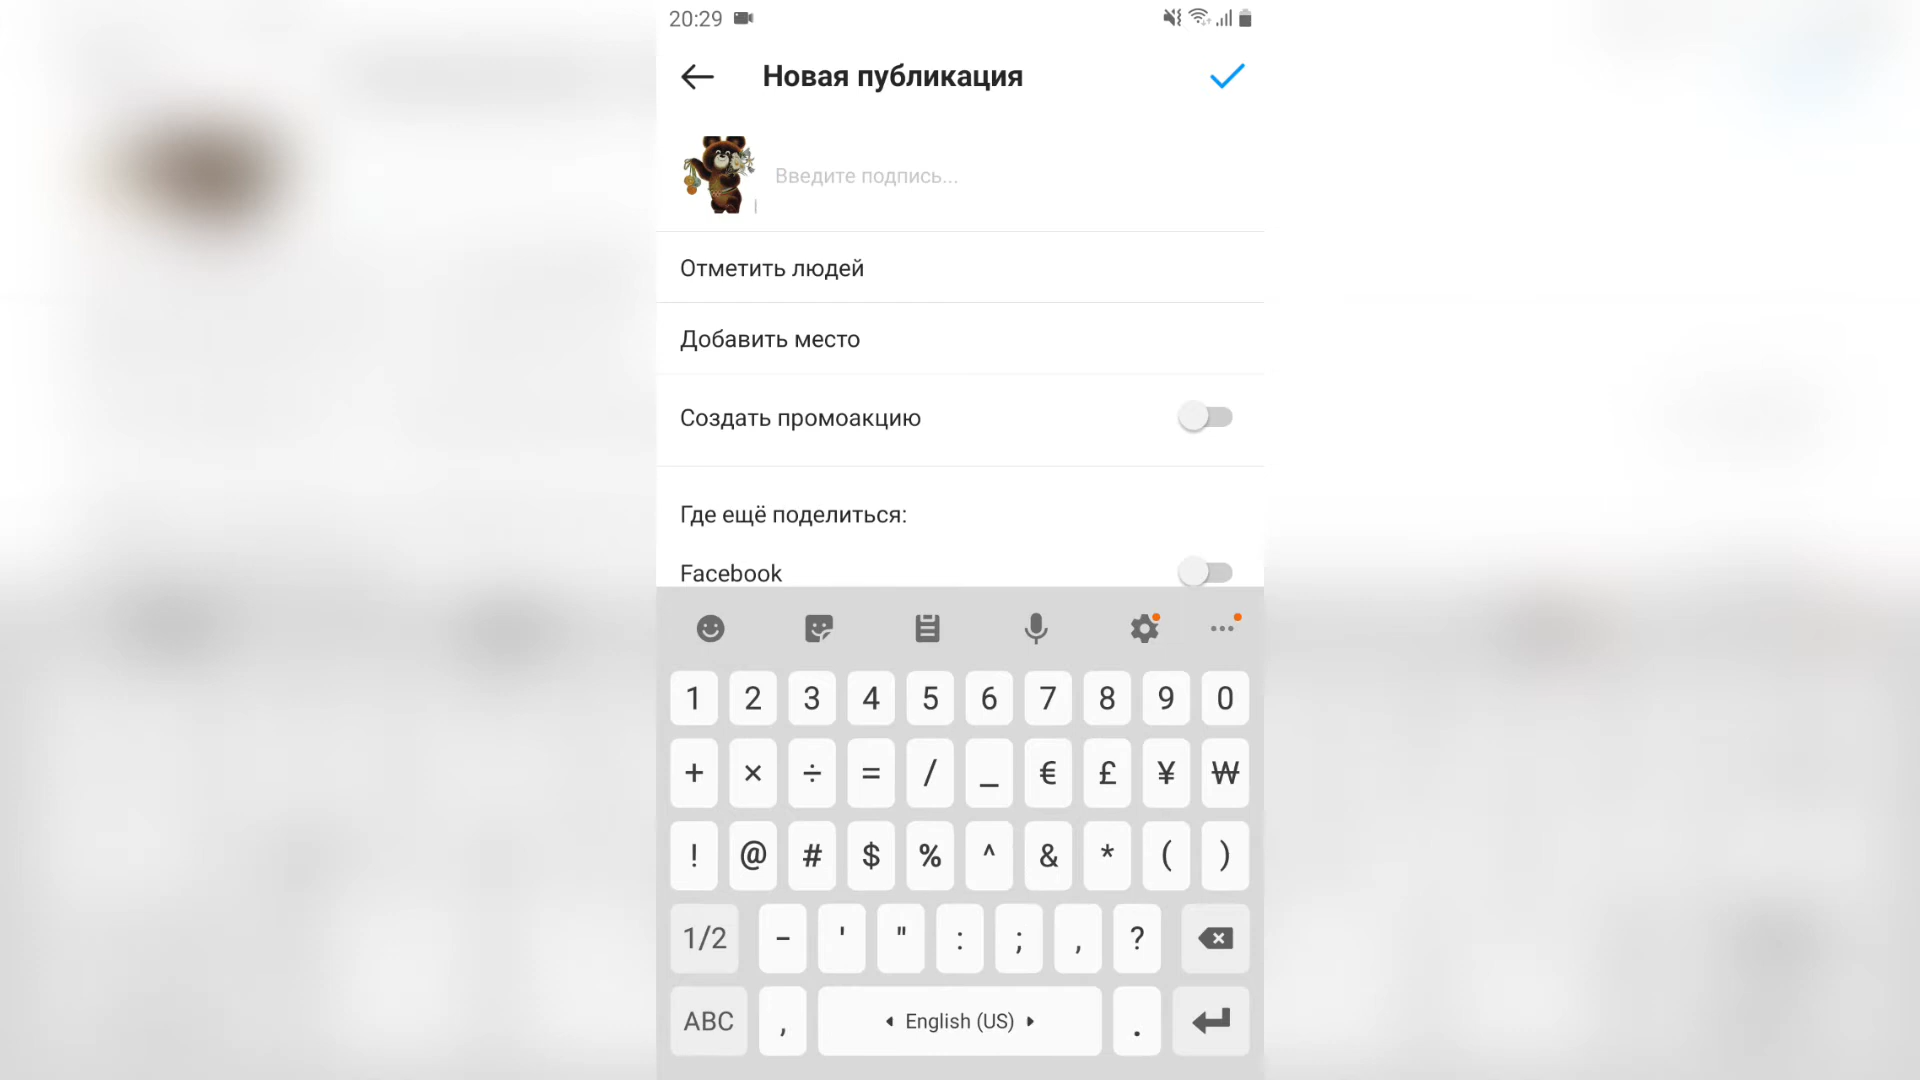 20:29
Новая публикация
Введите подпись...
Отметить людей
Добавить место
Создать промоакцию
Где ещё поделиться:
Facebook
1 2 3 4 5 6 7 8 9 0
+ × ÷ = / _ € £ ¥ ₩
! @ # $ % ^ & * ( )
1/2 - ' " : ; , ?
ABC , English (US) .